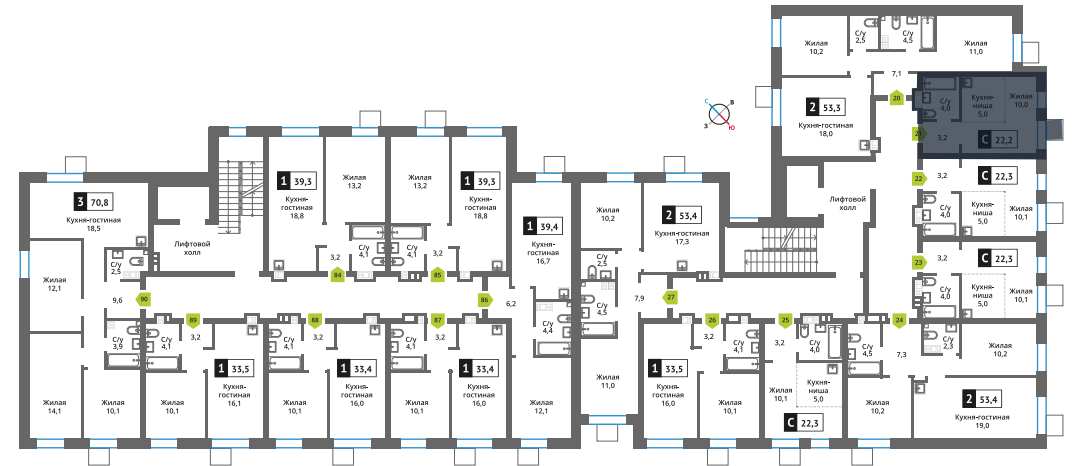 Жилая
10,2
С/у
2,5
С/у
4,5
Жилая
11,0
7,1
20
2 53,3
Кухня-гостиная
18,0
С
В
З
Ю
21
С/у
4,0
Кухня-
ниша
5,0
Жилая
10,0
3,2
С 22,2
22
3,2
С 22,3
С/у
4,0
Кухня-
ниша
5,0
Жилая
10,1
23
3,2
С 22,3
С/у
4,0
Кухня-
ниша
5,0
Жилая
10,1
Лифтовой
холл
3 70,8
Кухня-гостиная
18,5
Лифтовой
холл
С/у
2,5
Жилая
12,1
9,6
90
С/у
3,9
Жилая
14,1
Жилая
10,1
1 39,3
Кухня-
гостиная
18,8
Жилая
13,2
3,2
С/у
4,1
84
Жилая
13,2
1 39,3
Кухня-
гостиная
18,8
С/у
4,1
3,2
85
1 39,4
Кухня-
гостиная
16,7
86
6,2
С/у
4,4
Жилая
12,1
Жилая
10,2
2 53,4
Кухня-гостиная
17,3
С/у
2,5
7,9
27
С/у
4,5
Жилая
11,0
89
С/у
4,1
3,2
1 33,5
Кухня-
гостиная
16,1
Жилая
10,1
88
С/у
4,1
3,2
1 33,4
Кухня-
гостиная
16,0
Жилая
10,1
87
С/у
4,1
3,2
1 33,4
Кухня-
гостиная
16,0
Жилая
10,1
26
3,2
С/у
4,1
1 33,5
Кухня-
гостиная
16,0
Жилая
10,1
25
3,2
С/у
4,0
Жилая
10,1
Кухня-
ниша
5,0
С 22,3
24
С/у
4,5
7,3
С/у
2,3
Жилая
10,2
Жилая
10,2
2 53,4
Кухня-гостиная
19,0